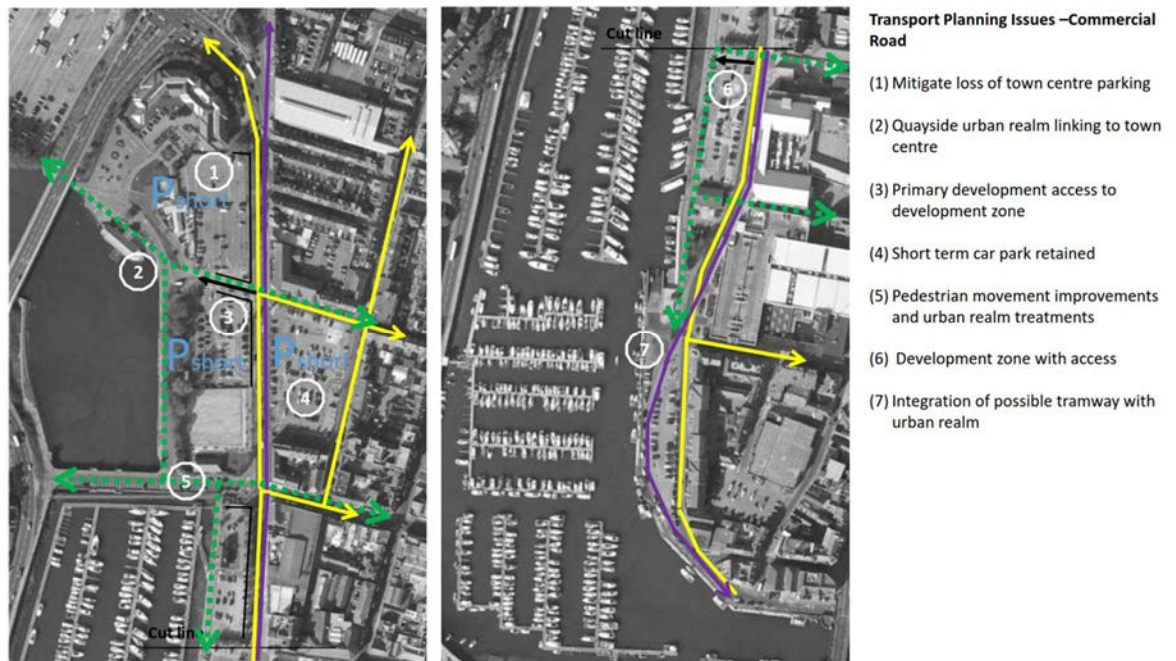 1
P short
2
3
P short
P short
4
5
Cut line
Cut line
6
7
Transport Planning Issues –Commercial
Road
(1) Mitigate loss of town centre parking
(2) Quayside urban realm linking to town
centre
(3) Primary development access to
development zone
(4) Short term car park retained
(5) Pedestrian movement improvements
and urban realm treatments
(6) Development zone with access
(7) Integration of possible tramway with
urban realm